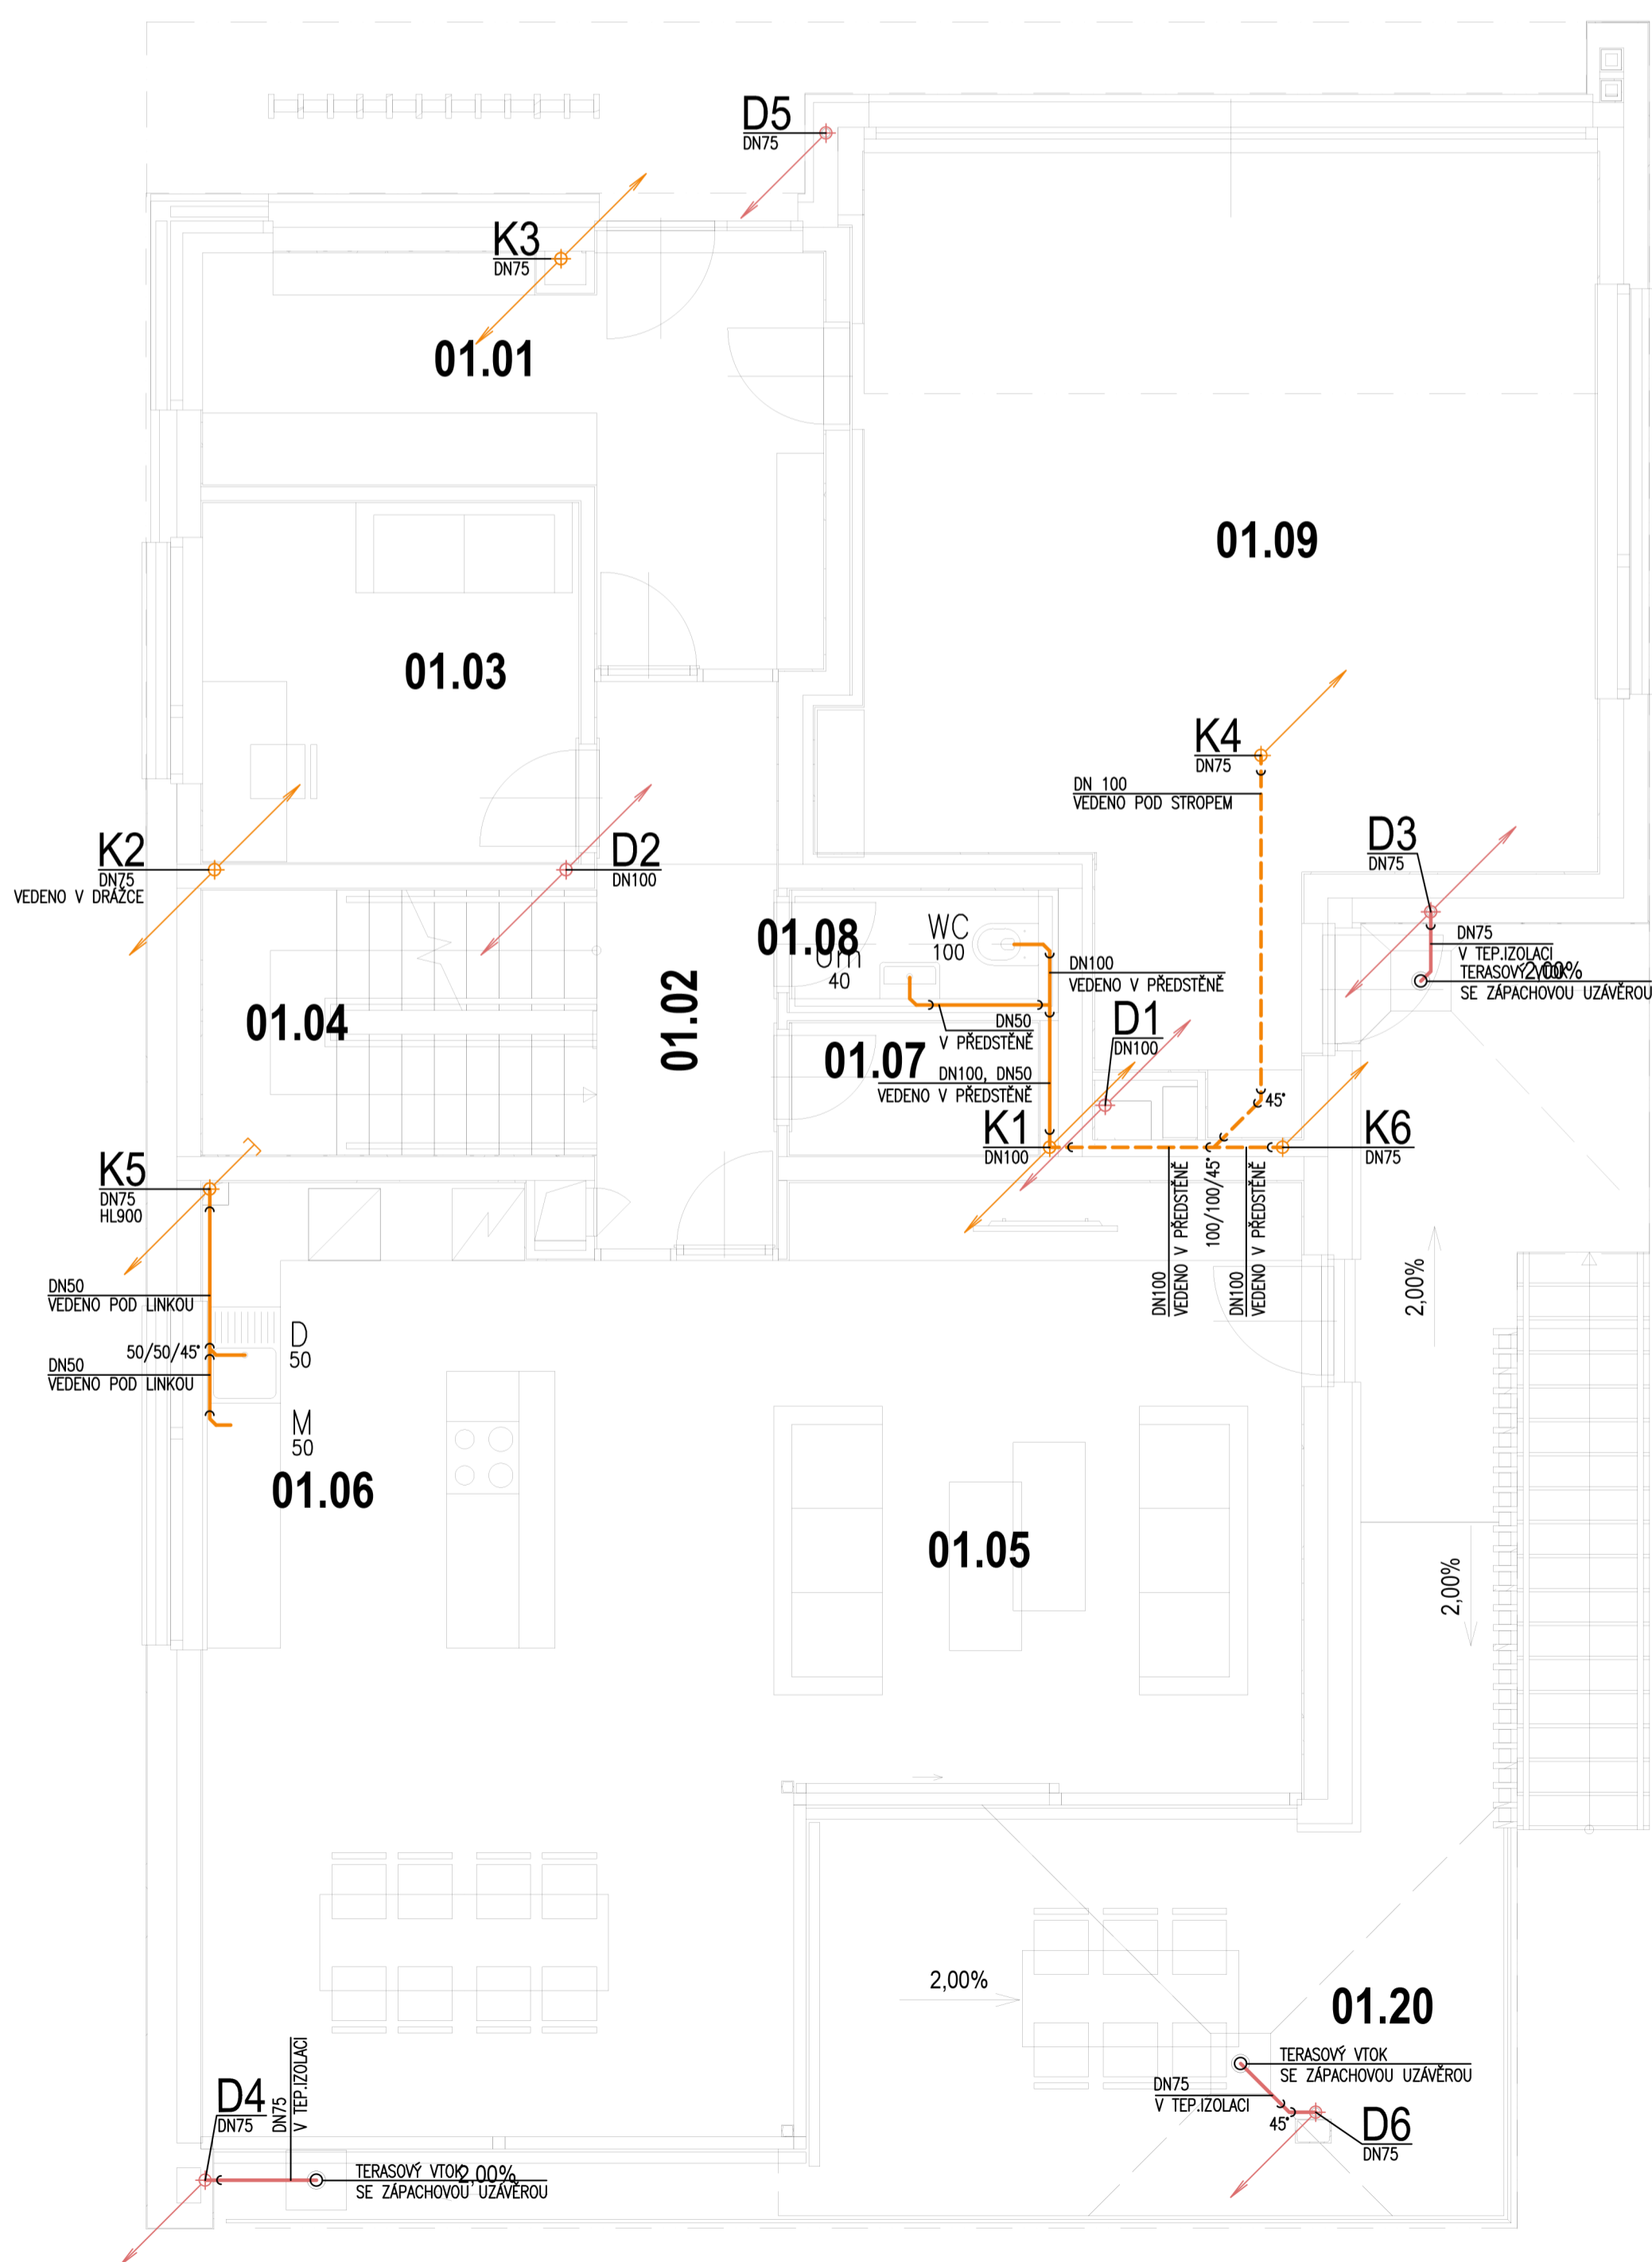 D5
DN75
K3
DN75
01.01
01.09
01.03
K4
DN75
DN 100
VEDENO POD STROPEM
D3
DN75
K2
DN75
VEDENO V DRÁŽCE
D2
DN100
01.08
WC
100
Um
40
DN75
V TEP.IZOLACI
TERASOVÝ VTOK
2,00%
SE ZÁPACHOVOU UZÁVĚROU
DN100
VEDENO V PŘEDSTĚNĚ
01.04
01.02
DN50
V PŘEDSTĚNĚ
D1
DN100
01.07
DN100, DN50
VEDENO V PŘEDSTĚNĚ
45°
K1
DN100
K6
DN75
K5
DN75
HL900
DN100
VEDENO V PŘEDSTĚNĚ
100/100/45°
DN100
VEDENO V PŘEDSTĚNĚ
2,00%
DN50
VEDENO POD LINKOU
D
50
50/50/45°
DN50
VEDENO POD LINKOU
M
50
01.06
01.05
2,00%
2,00%
01.20
TERASOVÝ VTOK
SE ZÁPACHOVOU UZÁVĚROU
DN75
V TEP.IZOLACI
45°
D6
DN75
D4
DN75
DN75
V TEP.IZOLACI
TERASOVÝ VTOK
2,00%
SE ZÁPACHOVOU UZÁVĚROU